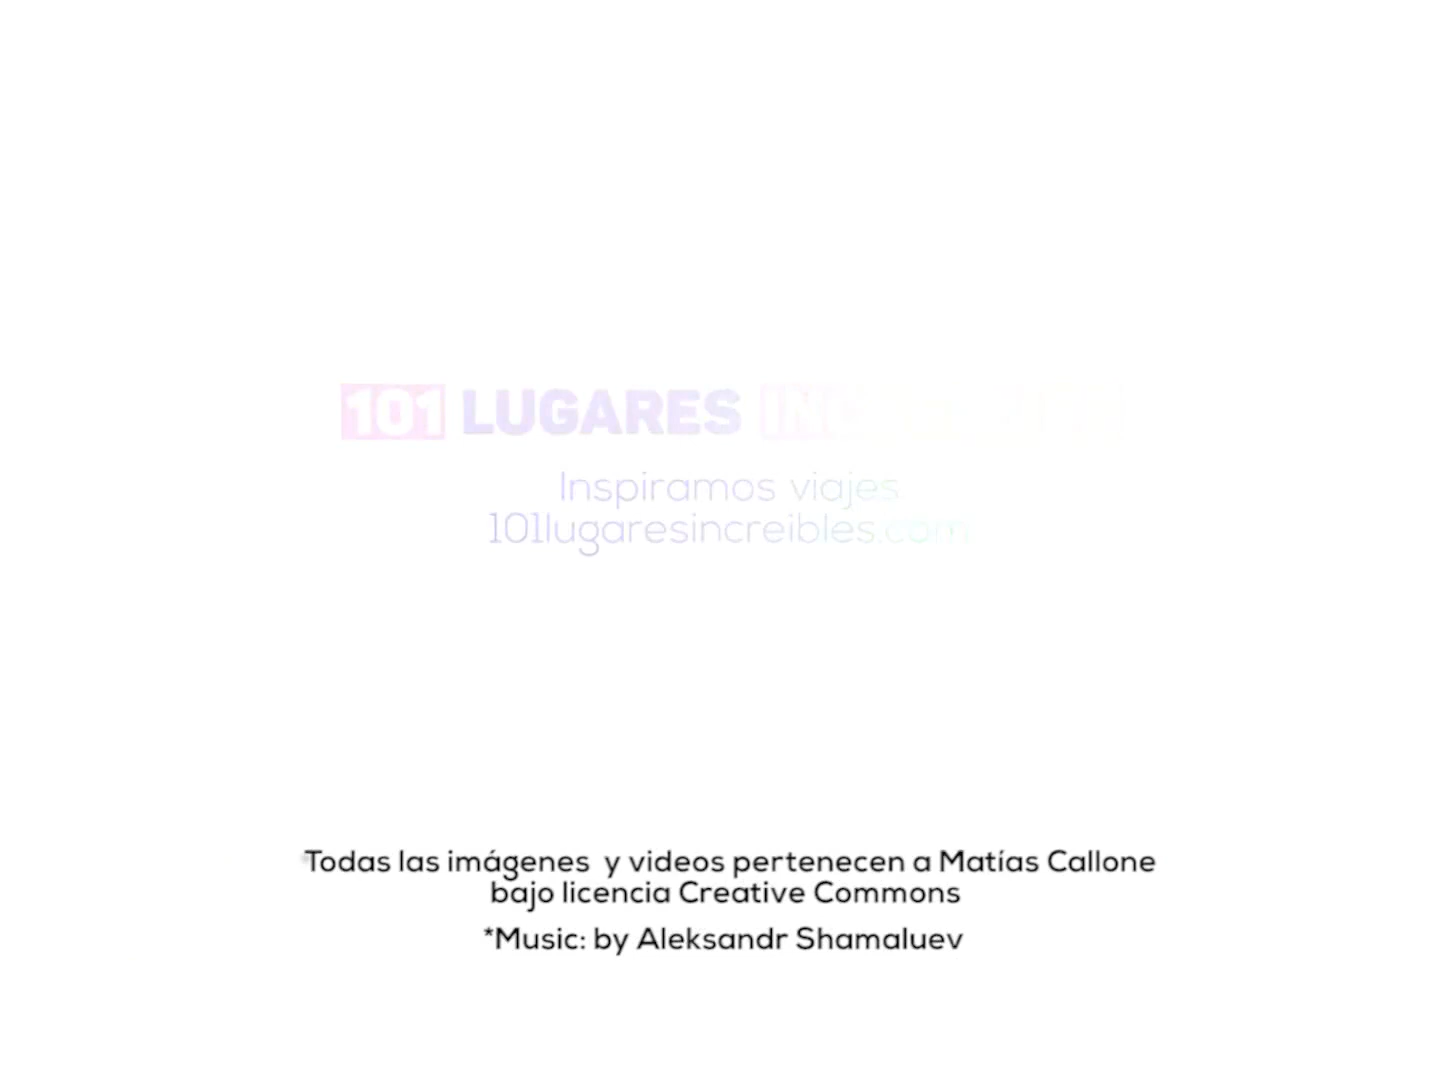 101 LUGARES
Inspiramos viajes
101lugaresincreibles.com
Todas las imágenes y videos pertenecen a Matías Callone
bajo licencia Creative Commons
*Music: by Aleksandr Shamaluev